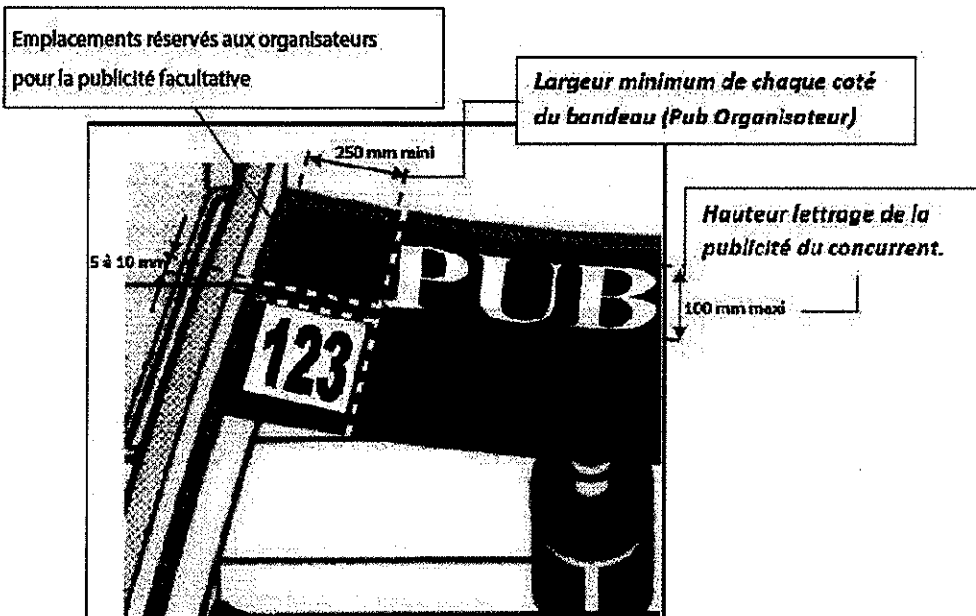 Emplacements réservés aux organisateurs
pour la publicité facultative
Largeur minimum de chaque coté
du bandeau (Pub Organisateur)
250 mm mini
Hauteur lettrage de la
publicité du concurrent.
5 à 10 mm
PUB
100 mm maxi
123